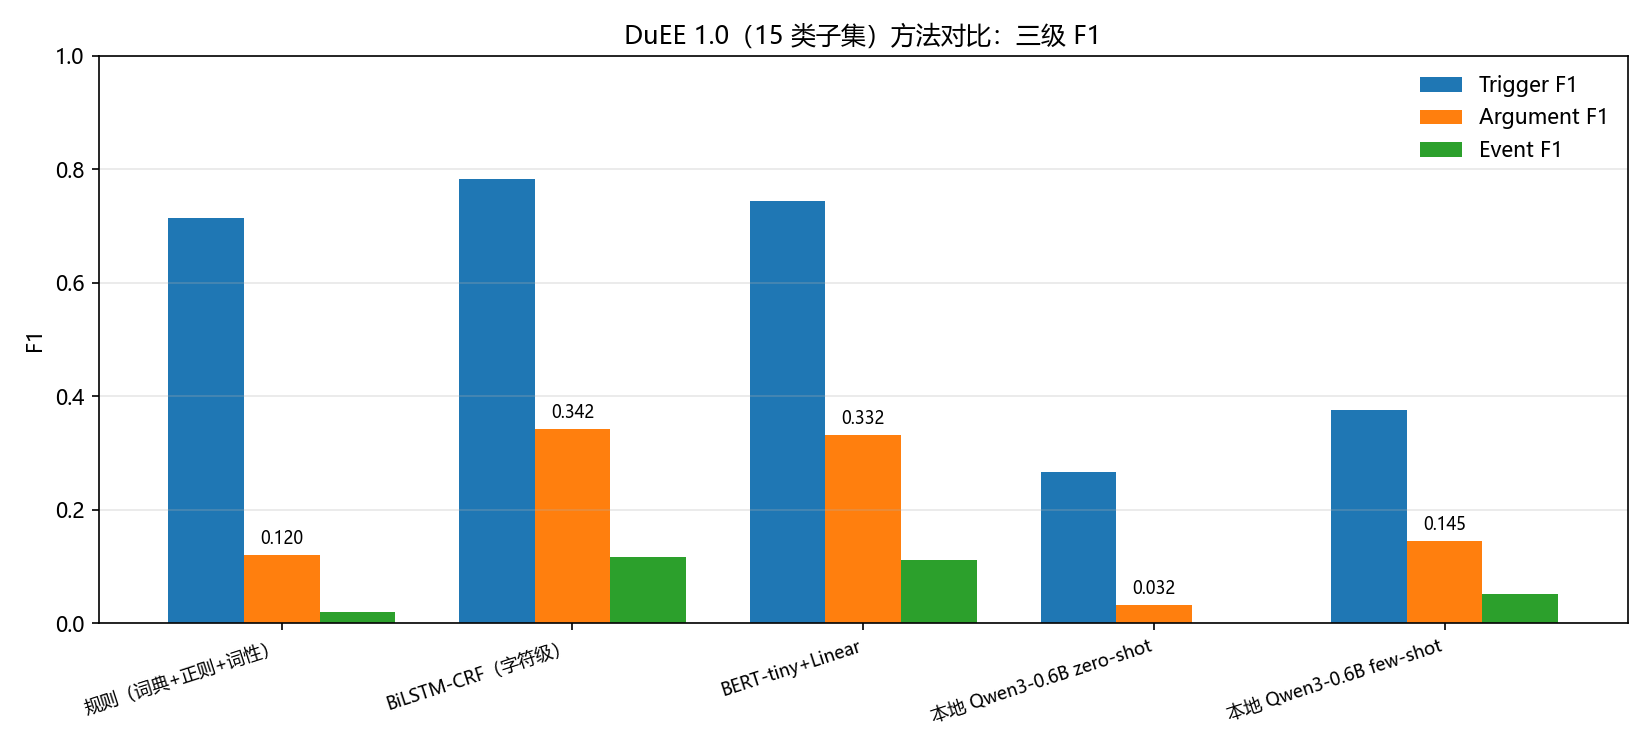 DuEE 1.0（15 类子集）方法对比：三级 F1
1.0
0.8
0.6
0.4
0.2
0.0
F1
Trigger F1
Argument F1
Event F1
0.120
0.342
0.332
0.032
0.145
规则（词典+正则+词性）
BiLSTM-CRF（字符级）
BERT-tiny+Linear
本地 Qwen3-0.6B zero-shot
本地 Qwen3-0.6B few-shot